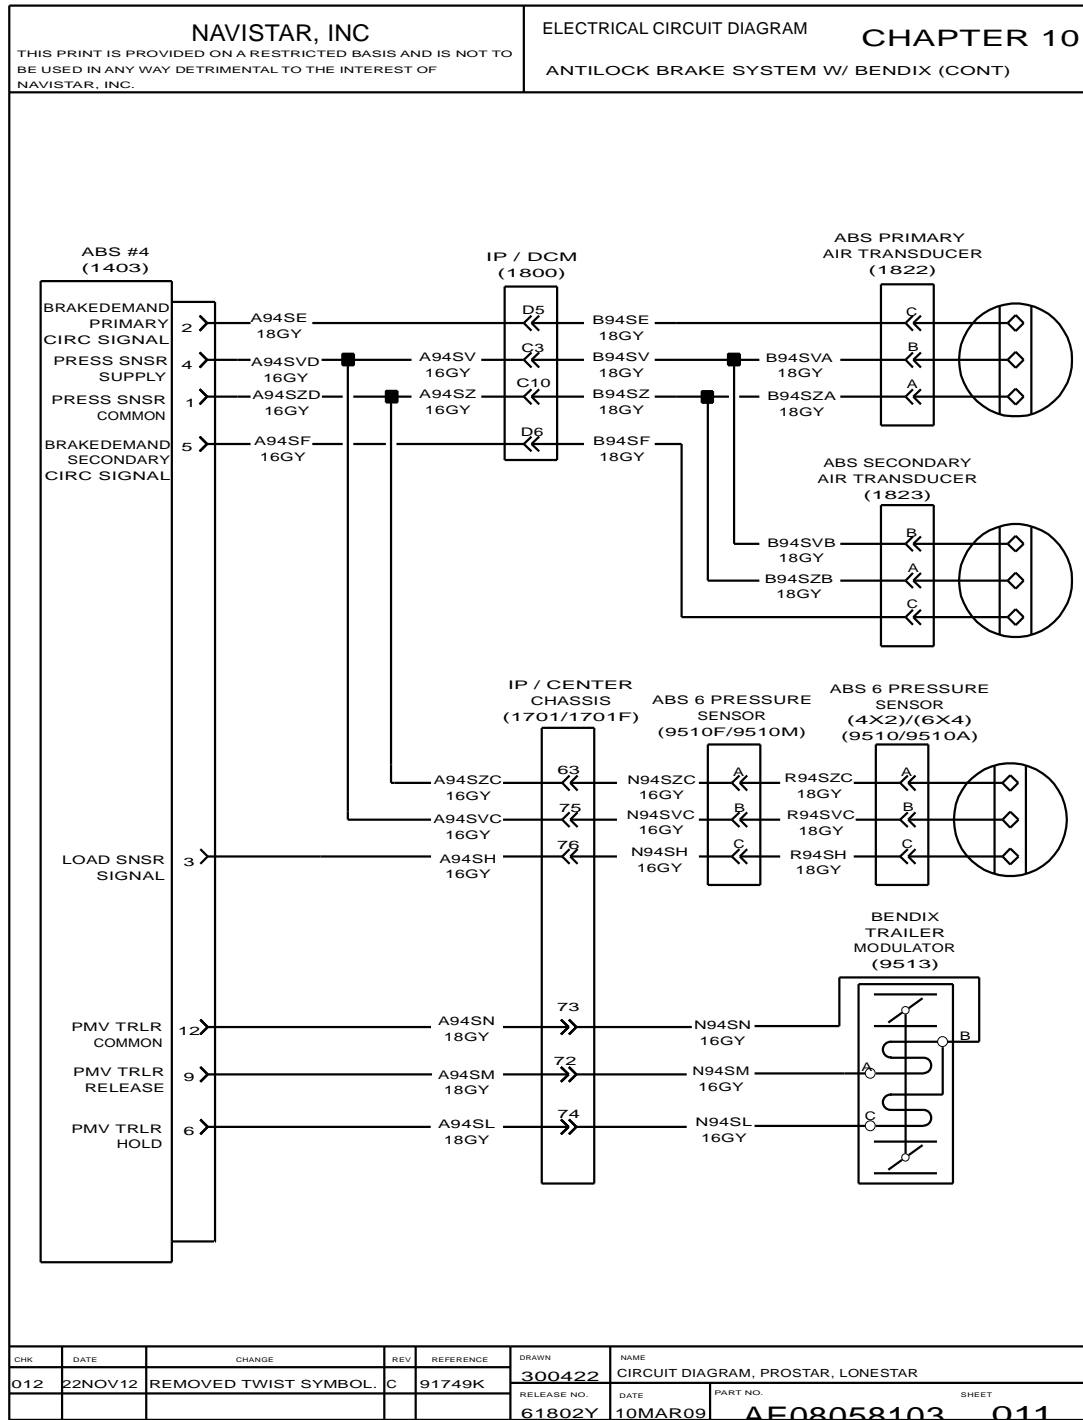 NAVISTAR, INC
THIS PRINT IS PROVIDED ON A RESTRICTED BASIS AND IS NOT TO
BE USED IN ANY WAY DETRIMENTAL TO THE INTEREST OF
NAVISTAR, INC.
ELECTRICAL CIRCUIT DIAGRAM
CHAPTER 10
ANTILOCK BRAKE SYSTEM W/ BENDIX (CONT)
ABS #4
(1403)
IP / DCM
(1800)
ABS PRIMARY
AIR TRANSDUCER
(1822)
BRAKEDEMAND
PRIMARY
CIRC SIGNAL
2
A94SE
18GY
D5
B94SE
18GY
C
PRESS SNSR
SUPPLY
4
A94SVD
16GY
A94SV
16GY
C3
B94SV
18GY
B94SVA
18GY
B
PRESS SNSR
COMMON
1
A94SZD
16GY
A94SZ
16GY
C10
B94SZ
18GY
B94SZA
18GY
A
BRAKEDEMAND
SECONDARY
CIRC SIGNAL
5
A94SF
16GY
D6
B94SF
18GY
ABS SECONDARY
AIR TRANSDUCER
(1823)
B94SVB
18GY
B
B94SZB
18GY
A
C
IP / CENTER
CHASSIS
(1701/1701F)
ABS 6 PRESSURE
SENSOR
(9510F/9510M)
ABS 6 PRESSURE
SENSOR
(4X2)/(6X4)
(9510/9510A)
A94SZC
16GY
63
N94SZC
16GY
A
R94SZC
18GY
A
A94SVC
16GY
75
N94SVC
16GY
B
R94SVC
18GY
B
LOAD SNSR
SIGNAL
3
A94SH
16GY
76
N94SH
16GY
C
R94SH
18GY
C
BENDIX
TRAILER
MODULATOR
(9513)
PMV TRLR
COMMON
12
A94SN
18GY
73
N94SN
16GY
B
PMV TRLR
RELEASE
9
A94SM
18GY
72
N94SM
16GY
A
PMV TRLR
HOLD
6
A94SL
18GY
74
N94SL
16GY
C
CHK DATE CHANGE REV REFERENCE
012 22NOV12 REMOVED TWIST SYMBOL. C 91749K
DRAWN
300422
NAME
CIRCUIT DIAGRAM, PROSTAR, LONESTAR
RELEASE NO.
61802Y
DATE
10MAR09
PART NO.
AE08058103
SHEET
011